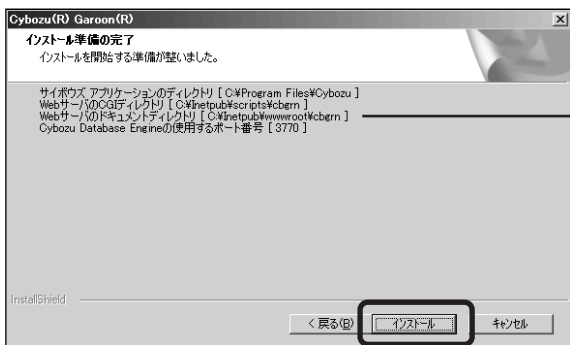 Cybozu(R) Garoon(R)
インストール準備の完了
インストールを開始する準備が整いました。
サイボウズ アプリケーションのディレクトリ [ C:¥Program Files¥Cybozu ]
WebサーバのCGIディレクトリ [ C:¥Inetpub¥scripts¥cbgrn ]
Webサーバのドキュメントディレクトリ [ C:¥Inetpub¥wwwroot¥cbgrn ]
Cybozu Database Engineの使用するポート番号 [ 3770 ]
InstallShield
< 戻る(B)
インストール
キャンセル